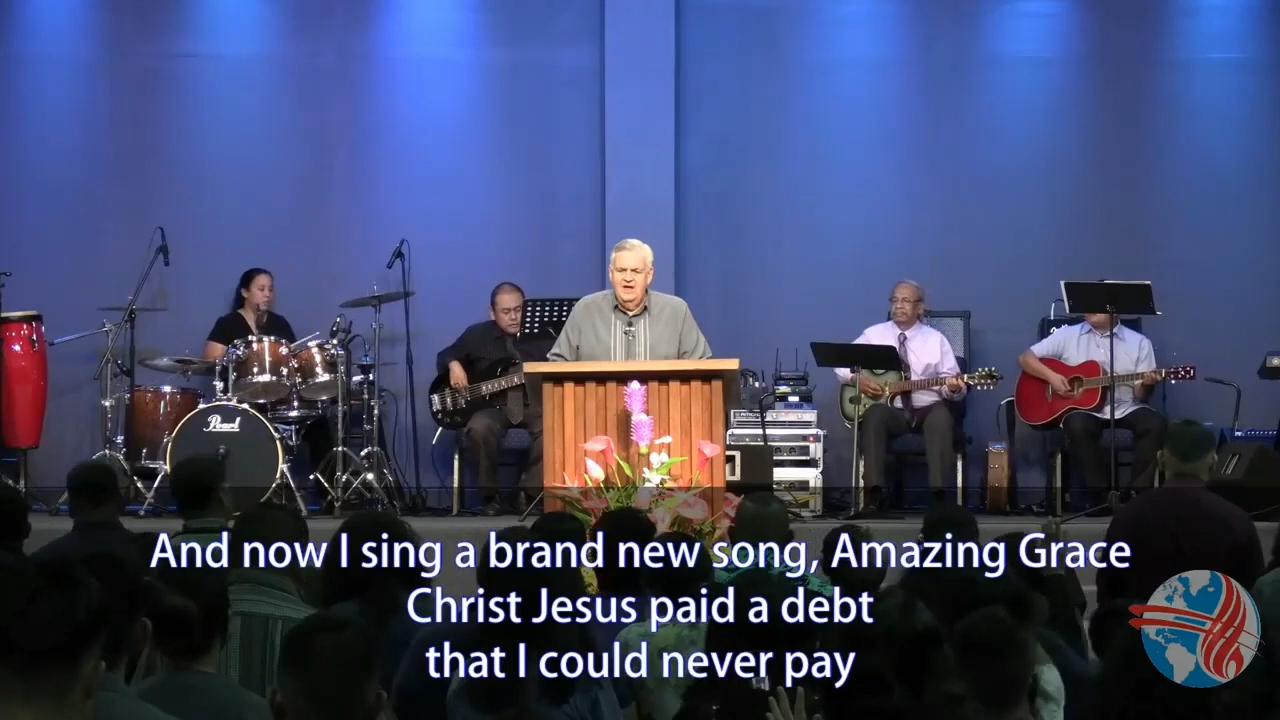 Pearl
And now I sing a brand new song, Amazing Grace
Christ Jesus paid a debt
that I could never pay